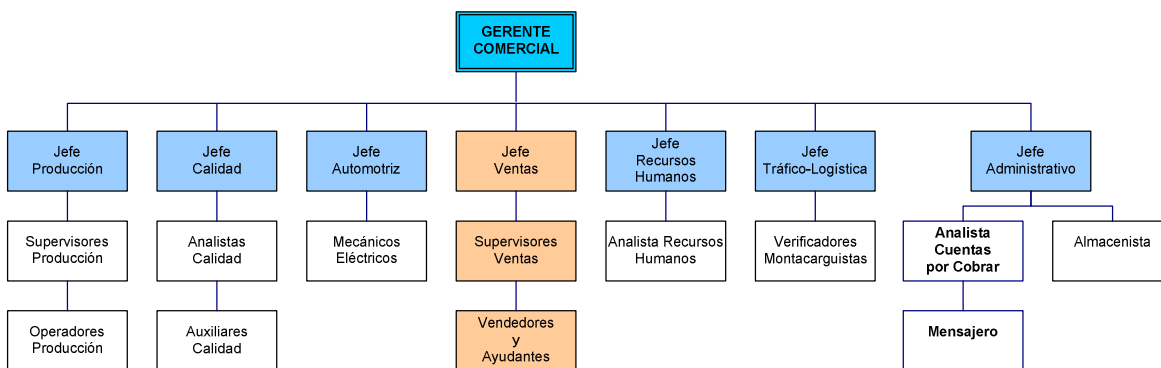 GERENTE
COMERCIAL
Jefe
Producción
Jefe
Calidad
Jefe
Automotriz
Jefe
Ventas
Jefe
Recursos
Humanos
Jefe
Tráfico-Logística
Jefe
Administrativo
Supervisores
Producción
Analistas
Calidad
Mecánicos
Eléctricos
Supervisores
Ventas
Analista Recursos
Humanos
Verificadores
Montacarguistas
Analista
Cuentas
por Cobrar
Almacenista
Operadores
Producción
Auxiliares
Calidad
Vendedores
y
Ayudantes
Mensajero